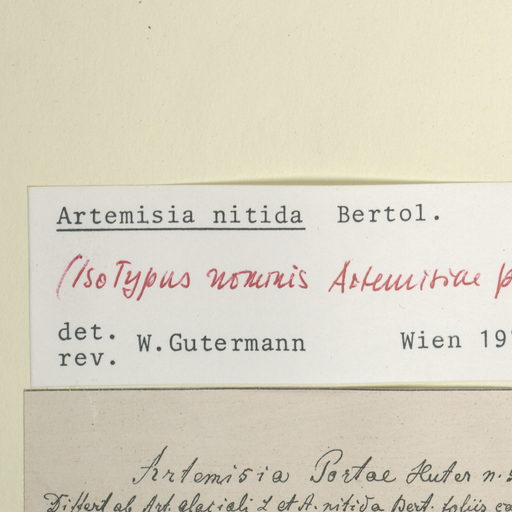 Artemisia nitida Bertol.
(Isotypus nominis Artemisiae p
det.
rev. W.Gutermann Wien 19
Artemisia Portae Huter n. s
Differt ab Art. glaciali L et A. nitida Bert. foliis